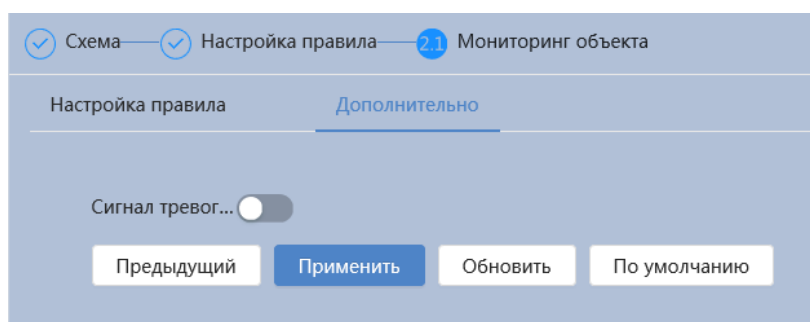 Схема Настройка правила 2.1 Мониторинг объекта
Настройка правила Дополнительно
Сигнал тревог...
Предыдущий Применить Обновить По умолчанию